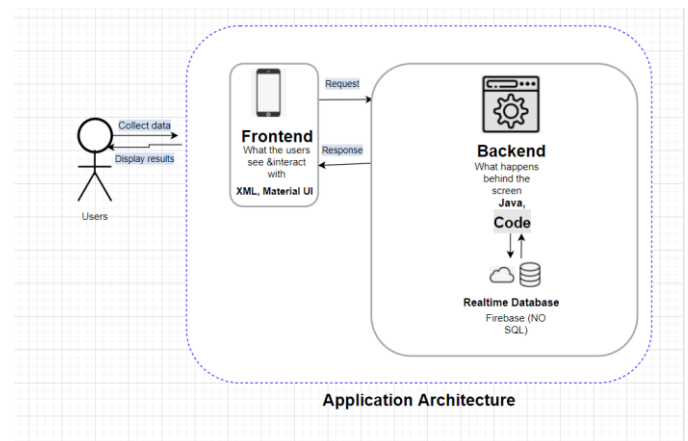 Collect data
Display results
Users
Request
Response
Frontend
What the users
see &interact
with
XML, Material UI
Backend
What happens
behind the
screen
Java,
Code
Realtime Database
Firebase (NO
SQL)
Application Architecture